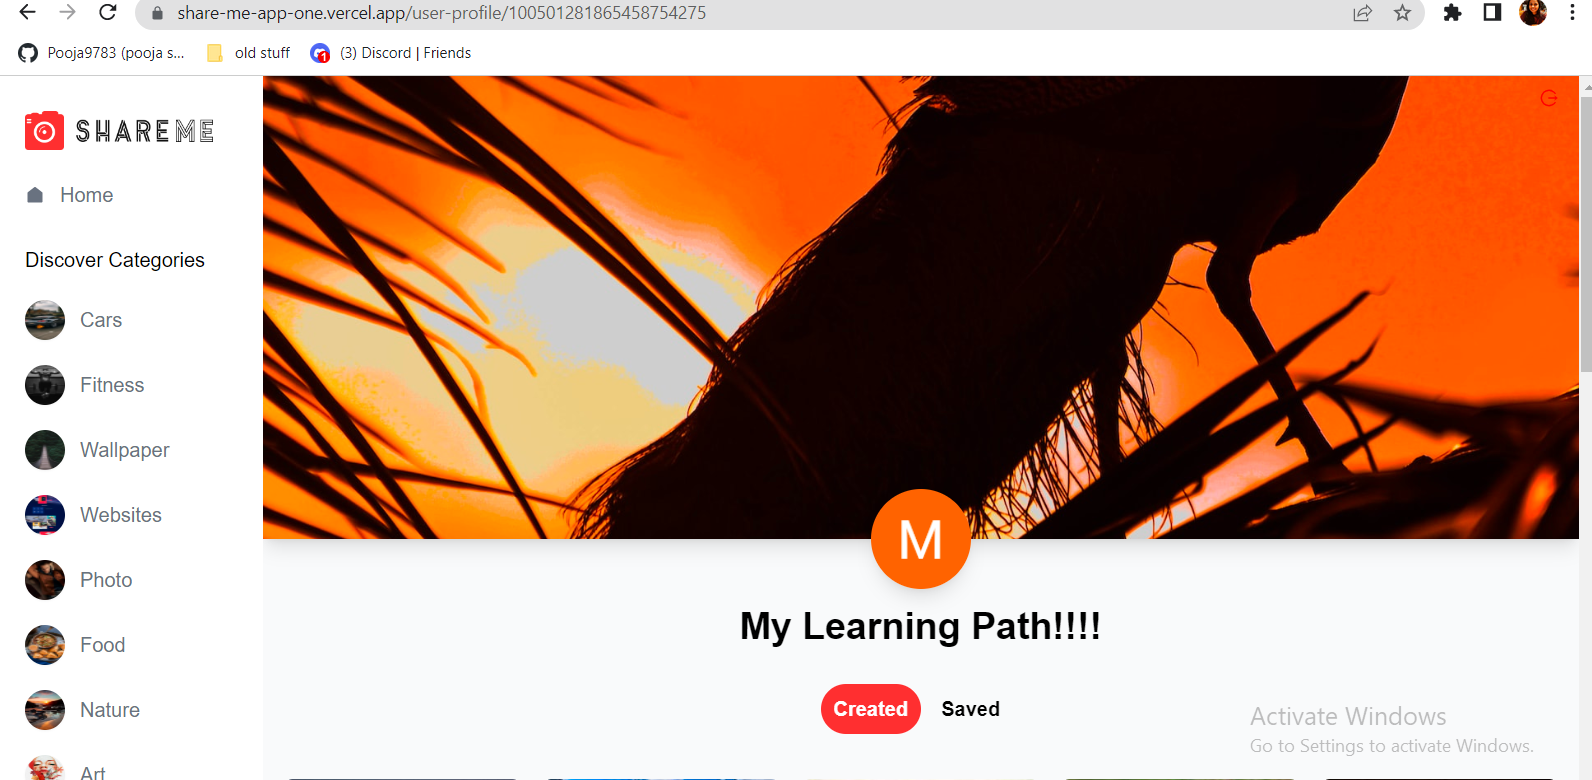 share-me-app-one.vercel.app/user-profile/100501281865458754275
Pooja9783 (pooja s...
old stuff
1
(3) Discord | Friends
SHAREME
Home
Discover Categories
Cars
Fitness
Wallpaper
Websites
Photo
Food
Nature
Art
M
My Learning Path!!!!
Created
Saved
Activate Windows
Go to Settings to activate Windows.